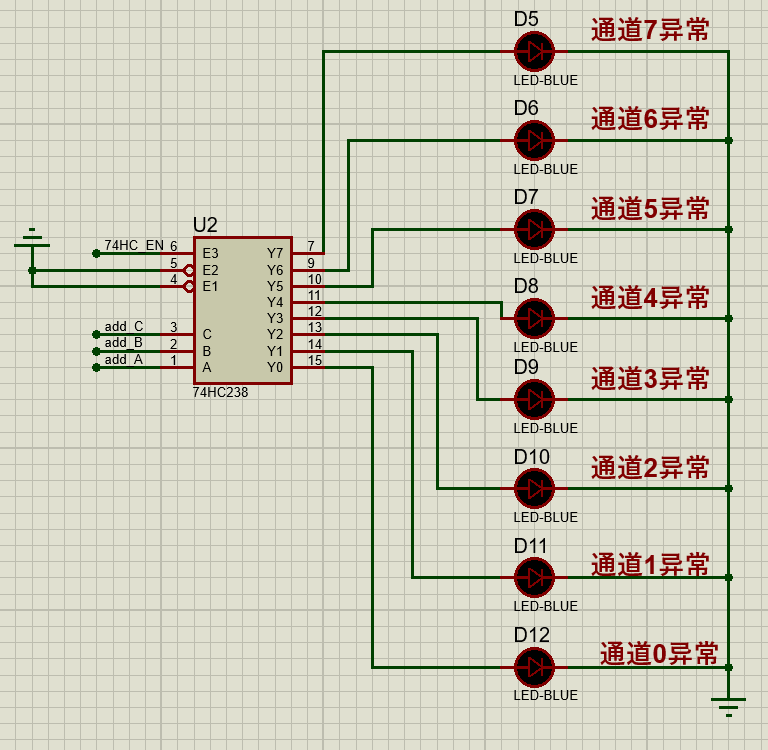 D5
通道7异常
LED-BLUE
D6
通道6异常
LED-BLUE
D7
通道5异常
LED-BLUE
U2
74HC_EN 6 E3 Y7 7
5 E2 Y6 9
4 E1 Y5 10
Y4 11
Y3 12
add_C 3 C Y2 13
add_B 2 B Y1 14
add_A 1 A Y0 15
74HC238
D8
通道4异常
LED-BLUE
D9
通道3异常
LED-BLUE
D10
通道2异常
LED-BLUE
D11
通道1异常
LED-BLUE
D12
通道0异常
LED-BLUE